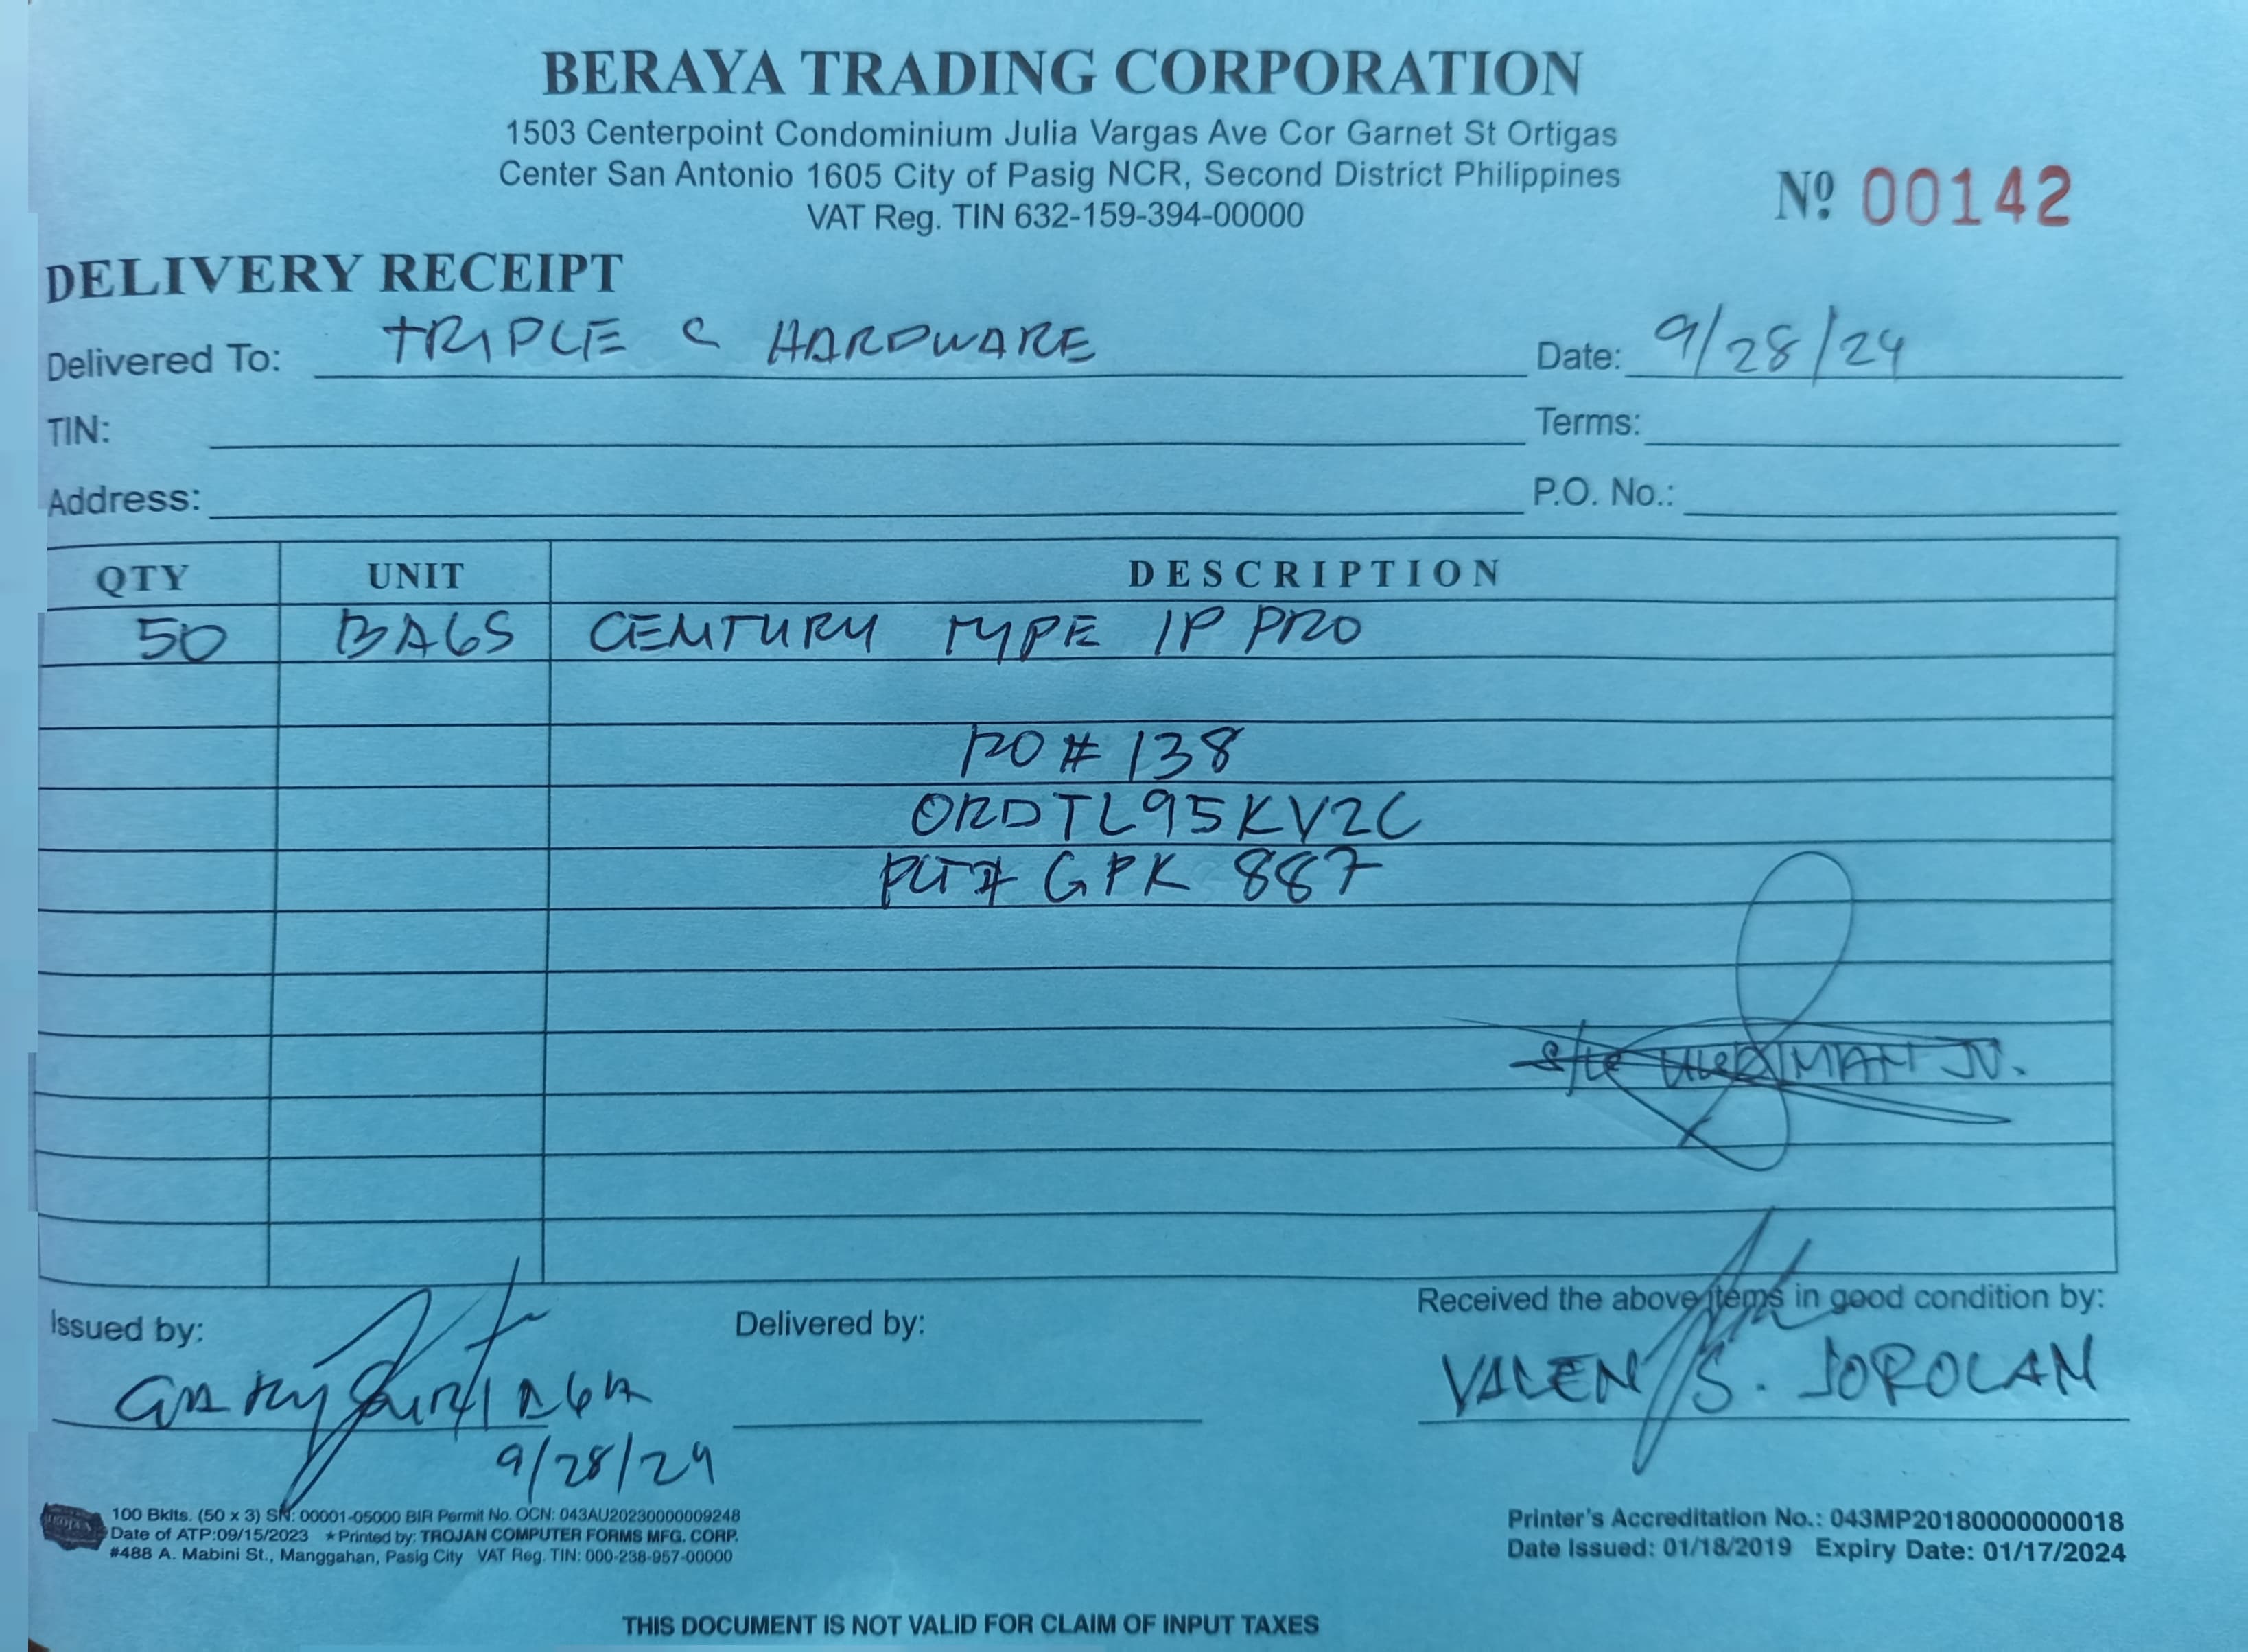 BERAYA TRADING CORPORATION
1503 Centerpoint Condominium Julia Vargas Ave Cor Garnet St Ortigas
Center San Antonio 1605 City of Pasig NCR, Second District Philippines
VAT Reg. TIN 632-159-394-00000
Nº 00142
DELIVERY RECEIPT
Delivered To: TRIPLE C HARDWARE Date: 9/28/24
TIN: Terms:
Address: P.O. No.:
QTY UNIT DESCRIPTION
50 BAGS CENTURY TYPE 1P PRO
PO # 138
ORDTL95KV2C
PLT# GPK 887
JV.
Issued by: Delivered by: Received the above items in good condition by:
GARY VALEN S. JOROLAN
9/28/24
100 Bklts. (50 x 3) SN: 00001-05000 BIR Permit No. OCN: 043AU20230000009248
Date of ATP:09/15/2023 ★Printed by: TROJAN COMPUTER FORMS MFG. CORP.
#488 A. Mabini St., Manggahan, Pasig City VAT Reg. TIN: 000-238-957-00000
Printer's Accreditation No.: 043MP20180000000018
Date Issued: 01/18/2019 Expiry Date: 01/17/2024
THIS DOCUMENT IS NOT VALID FOR CLAIM OF INPUT TAXES